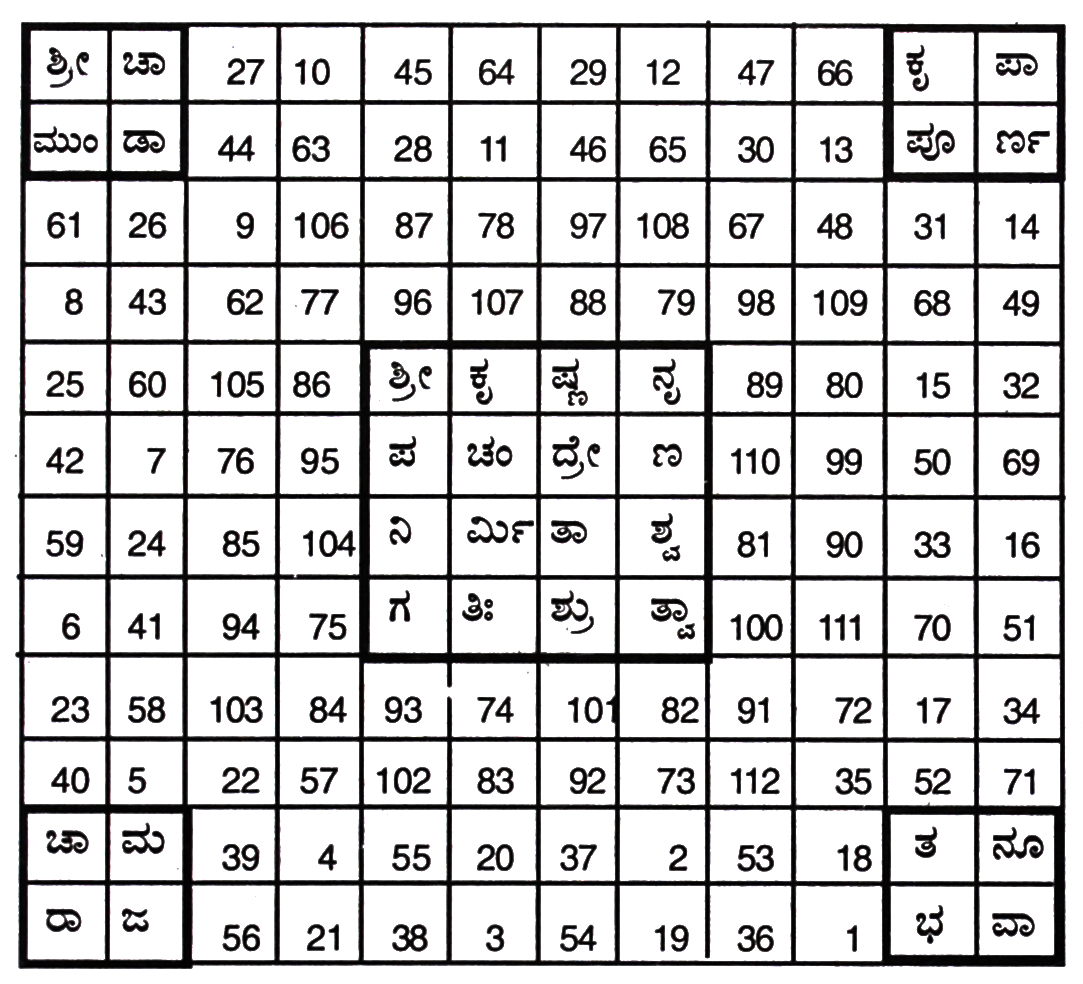 ಶ್ರೀ ಚಾ 27 10 45 64 29 12 47 66 ಕೃ ಪಾ
ಮುಂ ಡಾ 44 63 28 11 46 65 30 13 ಪೂ ರ್ಣ
61 26 9 106 87 78 97 108 67 48 31 14
8 43 62 77 96 107 88 79 98 109 68 49
25 60 105 86 ಶ್ರೀ ಕೃ ಷ್ಣ ನೃ 89 80 15 32
42 7 76 95 ಪ ಚಂ ದ್ರೇ ಣ 110 99 50 69
59 24 85 104 ನಿ ರ್ಮಿ ತಾ ಶ್ವ 81 90 33 16
6 41 94 75 ಗ ತಿಃ ಶ್ರು ತ್ವಾ 100 111 70 51
23 58 103 84 93 74 101 82 91 72 17 34
40 5 22 57 102 83 92 73 112 35 52 71
ಚಾ ಮ 39 4 55 20 37 2 53 18 ತ ನೂ
ರಾ ಜ 56 21 38 3 54 19 36 1 ಭ ವಾ